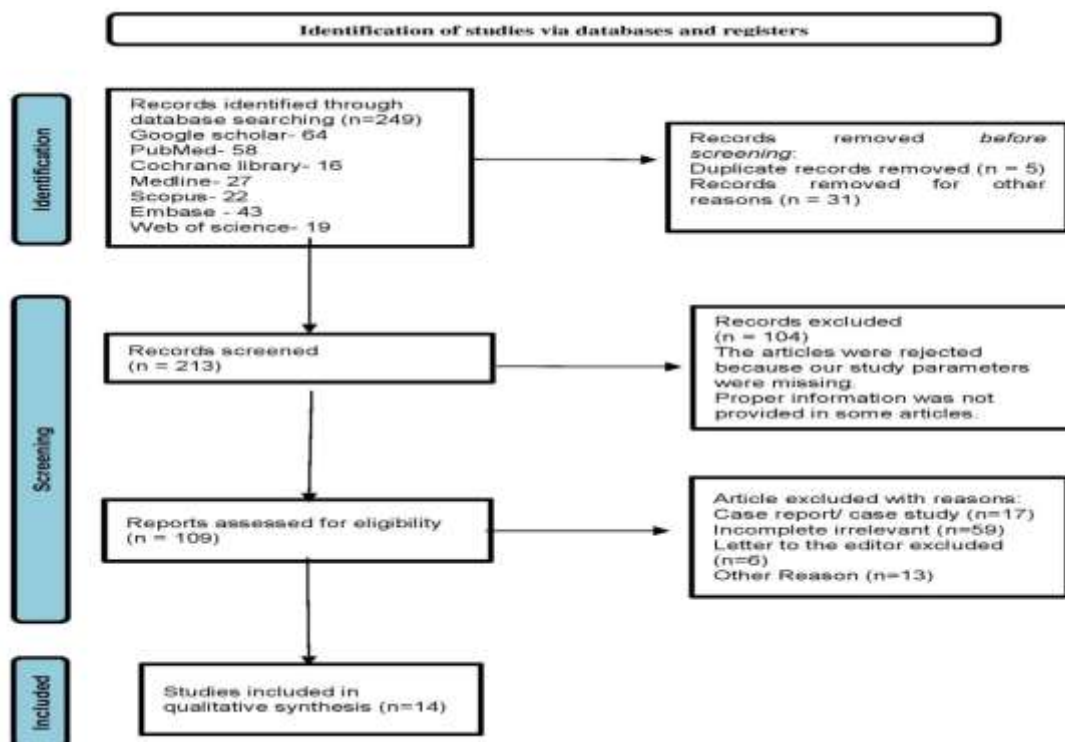 Identification of studies via databases and registers
Identification
Records identified through
database searching (n=249)
Google scholar- 64
PubMed- 58
Cochrane library- 16
Medline- 27
Scopus- 22
Embase - 43
Web of science- 19
Records removed before
screening:
Duplicate records removed (n = 5)
Records removed for other
reasons (n = 31)
Screening
Records screened
(n = 213)
Records excluded
(n = 104)
The articles were rejected
because our study parameters
were missing.
Proper information was not
provided in some articles.
Reports assessed for eligibility
(n = 109)
Article excluded with reasons:
Case report/ case study (n=17)
Incomplete irrelevant (n=59)
Letter to the editor excluded
(n=6)
Other Reason (n=13)
Included
Studies included in
qualitative synthesis (n=14)